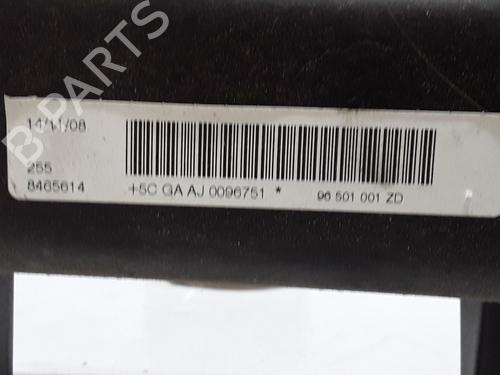 14/11/08
255
8465614
+5C GA AJ 0096751 *
96 501 001 ZD
B-PARTS